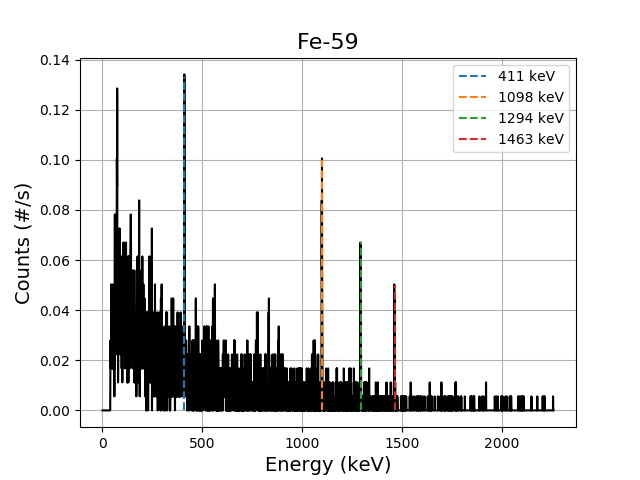 Fe-59
411 keV
1098 keV
1294 keV
1463 keV
0.14
0.12
0.10
0.08
0.06
0.04
0.02
0.00
Counts (#/s)
0 500 1000 1500 2000
Energy (keV)